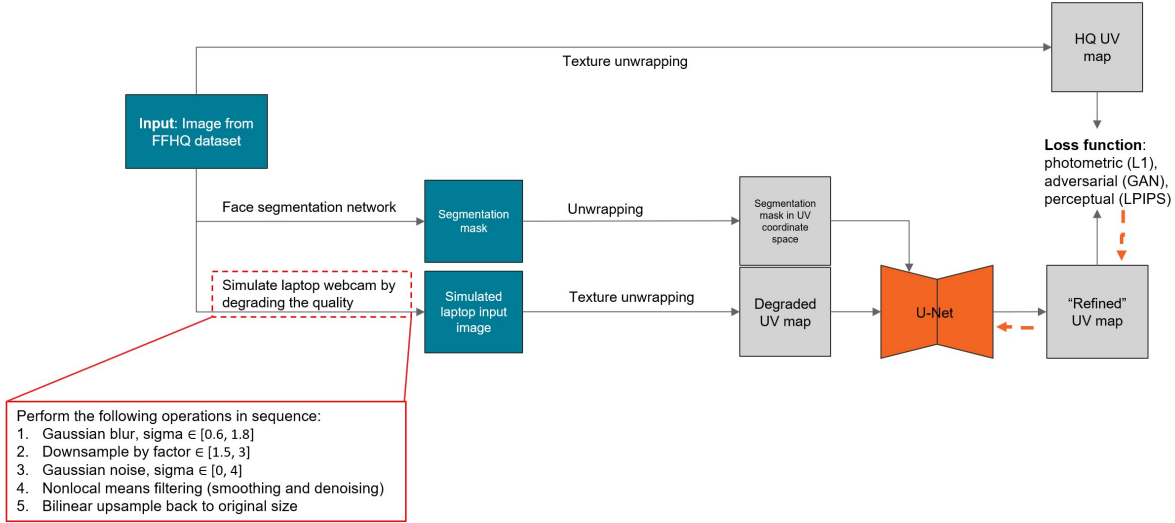 HQ UV
map
Texture unwrapping
Input: Image from
FFHQ dataset
Loss function:
photometric (L1),
adversarial (GAN),
perceptual (LPIPS)
Face segmentation network
Segmentation
mask
Unwrapping
Segmentation
mask in UV
coordinate
space
Simulate laptop webcam by
degrading the quality
Simulated
laptop input
image
Texture unwrapping
Degraded
UV map
U-Net
“Refined”
UV map
Perform the following operations in sequence:
1. Gaussian blur, sigma ∈ [0.6, 1.8]
2. Downsample by factor ∈ [1.5, 3]
3. Gaussian noise, sigma ∈ [0, 4]
4. Nonlocal means filtering (smoothing and denoising)
5. Bilinear upsample back to original size